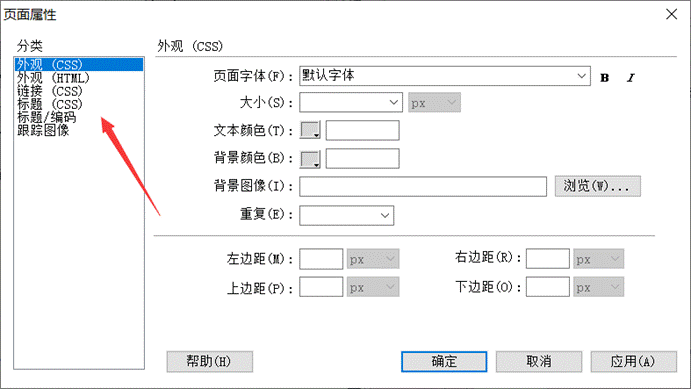 页面属性
分类
外观 (CSS)
外观 (HTML)
链接 (CSS)
标题 (CSS)
标题/编码
跟踪图像
外观 (CSS)
页面字体(F): 默认字体 B I
大小(S): px
文本颜色(T):
背景颜色(B):
背景图像(I): 浏览(W)...
重复(E):
左边距(M): px 右边距(R): px
上边距(P): px 下边距(O): px
帮助(H) 确定 取消 应用(A)